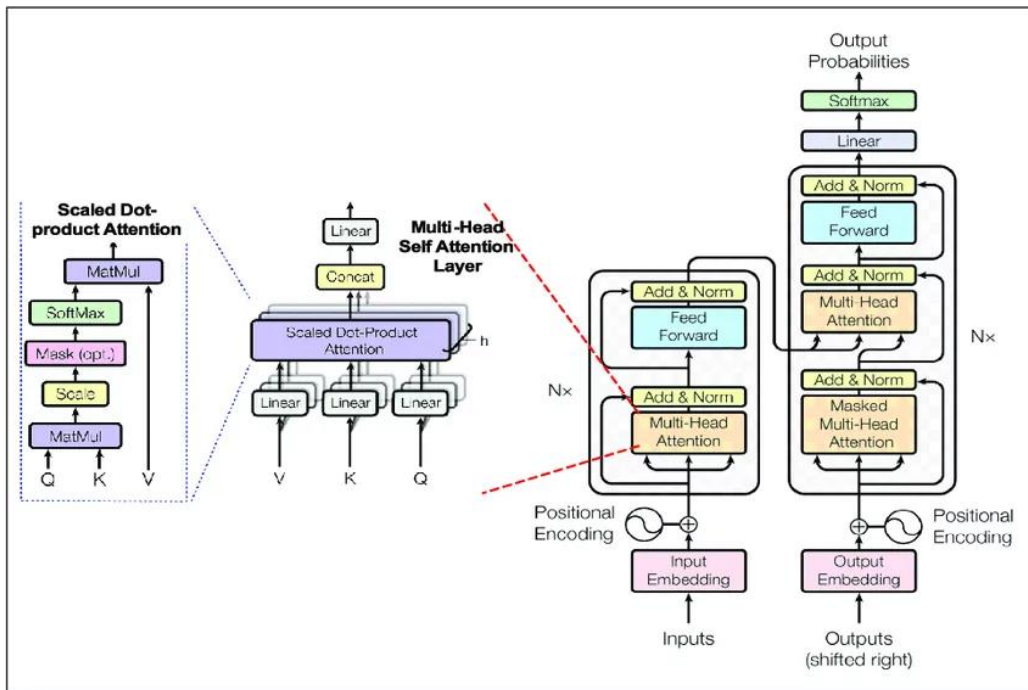 Scaled Dot-
product Attention
MatMul
SoftMax
Mask (opt.)
Scale
MatMul
Q K V
Multi-Head
Self Attention
Layer
Linear
Concat
Scaled Dot-Product
Attention
h
Linear Linear Linear
V K Q
Output
Probabilities
Softmax
Linear
Add & Norm
Feed
Forward
Add & Norm
Multi-Head
Attention
Nx
Add & Norm
Masked
Multi-Head
Attention
Add & Norm
Feed
Forward
Nx
Add & Norm
Multi-Head
Attention
Positional
Encoding
Positional
Encoding
Input
Embedding
Output
Embedding
Inputs
Outputs
(shifted right)